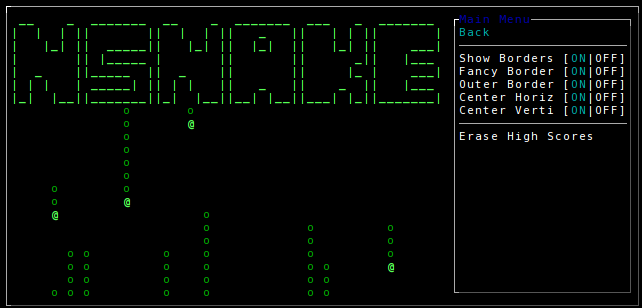 NSNAKE
Main Menu
Back
Show Borders [ON|OFF]
Fancy Border [ON|OFF]
Outer Border [ON|OFF]
Center Horiz [ON|OFF]
Center Verti [ON|OFF]
Erase High Scores